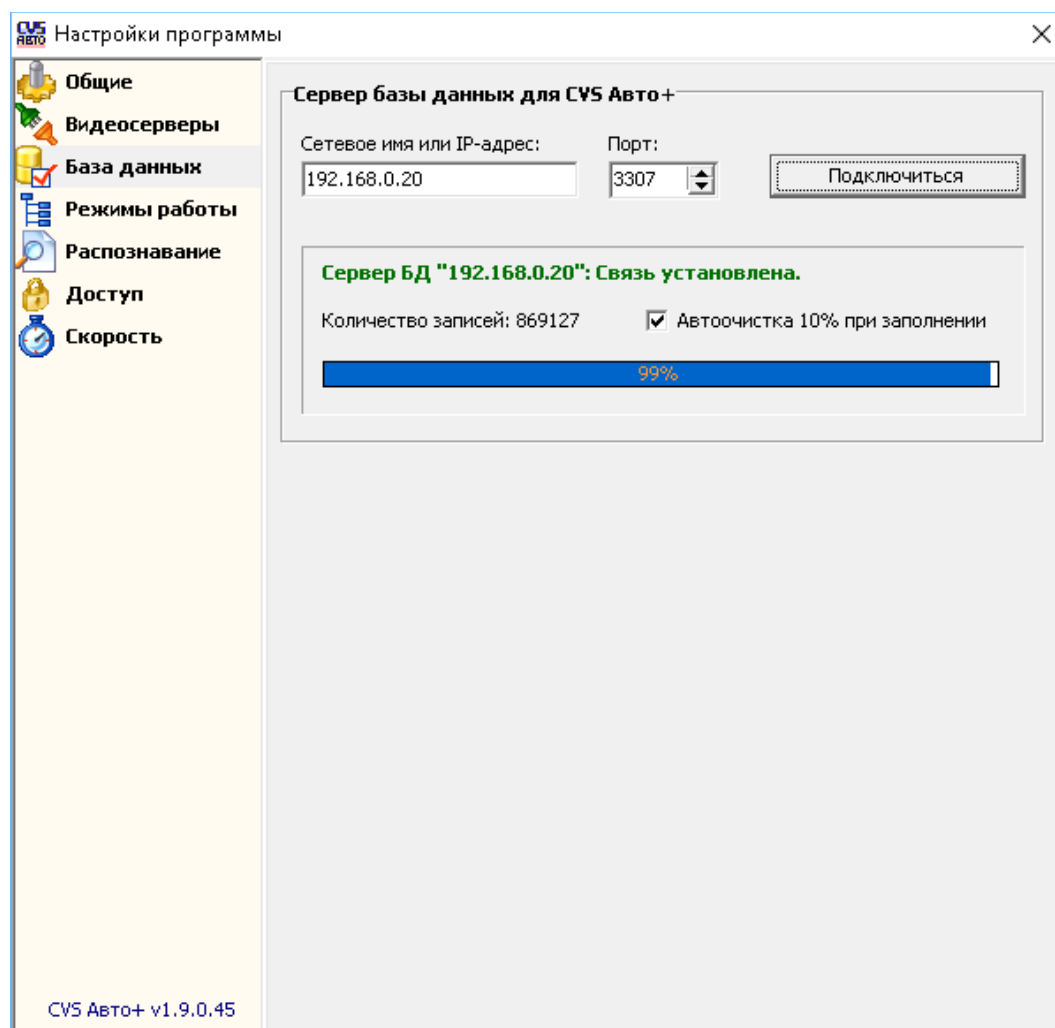 CVS АВТО Настройки программы
Общие
Видеосерверы
База данных
Режимы работы
Распознавание
Доступ
Скорость
CVS Авто+ v1.9.0.45
Сервер базы данных для CVS Авто+
Сетевое имя или IP-адрес: Порт:
192.168.0.20 3307 Подключиться
Сервер БД "192.168.0.20": Связь установлена.
Количество записей: 869127 Автоочистка 10% при заполнении
99%